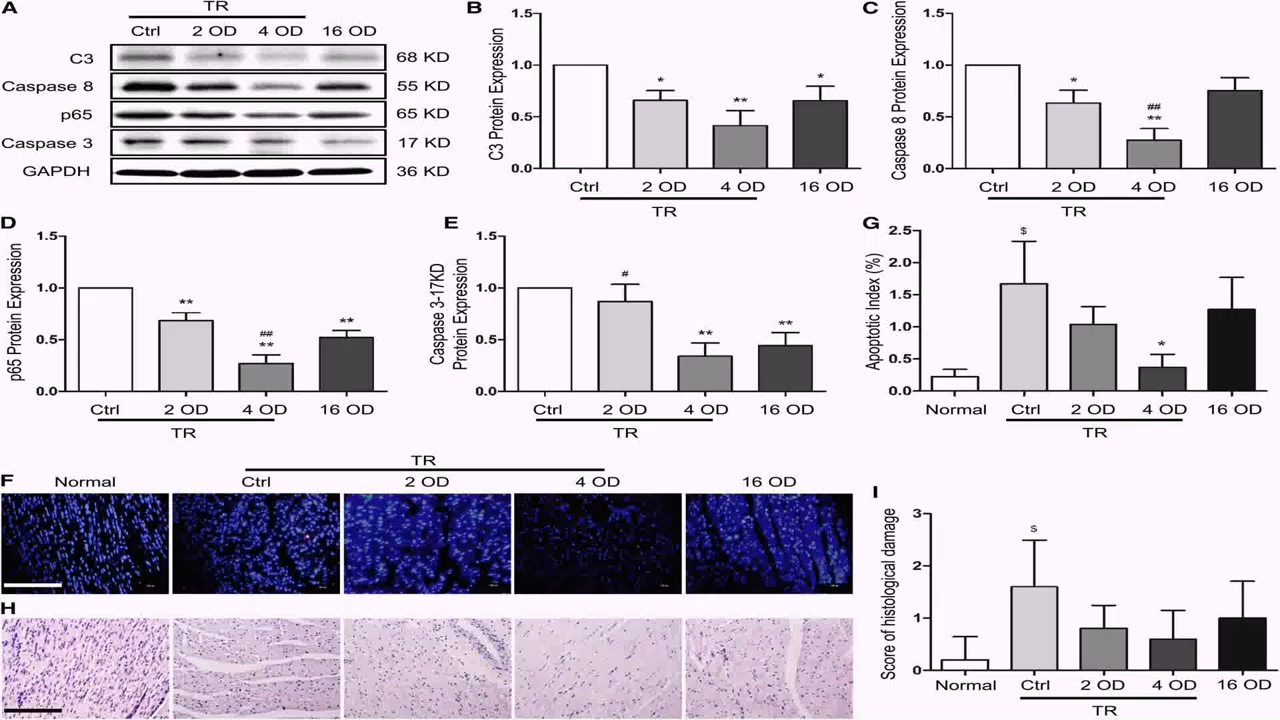 A
TR
Ctrl 2 OD 4 OD 16 OD
C3 68 KD
Caspase 8 55 KD
p65 65 KD
Caspase 3 17 KD
GAPDH 36 KD
B
C3 Protein Expression
1.5
1.0
0.5
0.0
*
**
*
Ctrl 2 OD 4 OD 16 OD
TR
C
Caspase 8 Protein Expression
1.5
1.0
0.5
0.0
*
##
**
Ctrl 2 OD 4 OD 16 OD
TR
D
p65 Protein Expression
1.5
1.0
0.5
0.0
**
##
**
**
Ctrl 2 OD 4 OD 16 OD
TR
E
Caspase 3-17KD
Protein Expression
1.5
1.0
0.5
0.0
#
**
**
Ctrl 2 OD 4 OD 16 OD
TR
G
Apoptotic Index (%)
2.5
2.0
1.5
1.0
0.5
0.0
$
*
Normal Ctrl 2 OD 4 OD 16 OD
TR
F
TR
Normal Ctrl 2 OD 4 OD 16 OD
H
I
Score of histological damage
3
2
1
0
$
Normal Ctrl 2 OD 4 OD 16 OD
TR